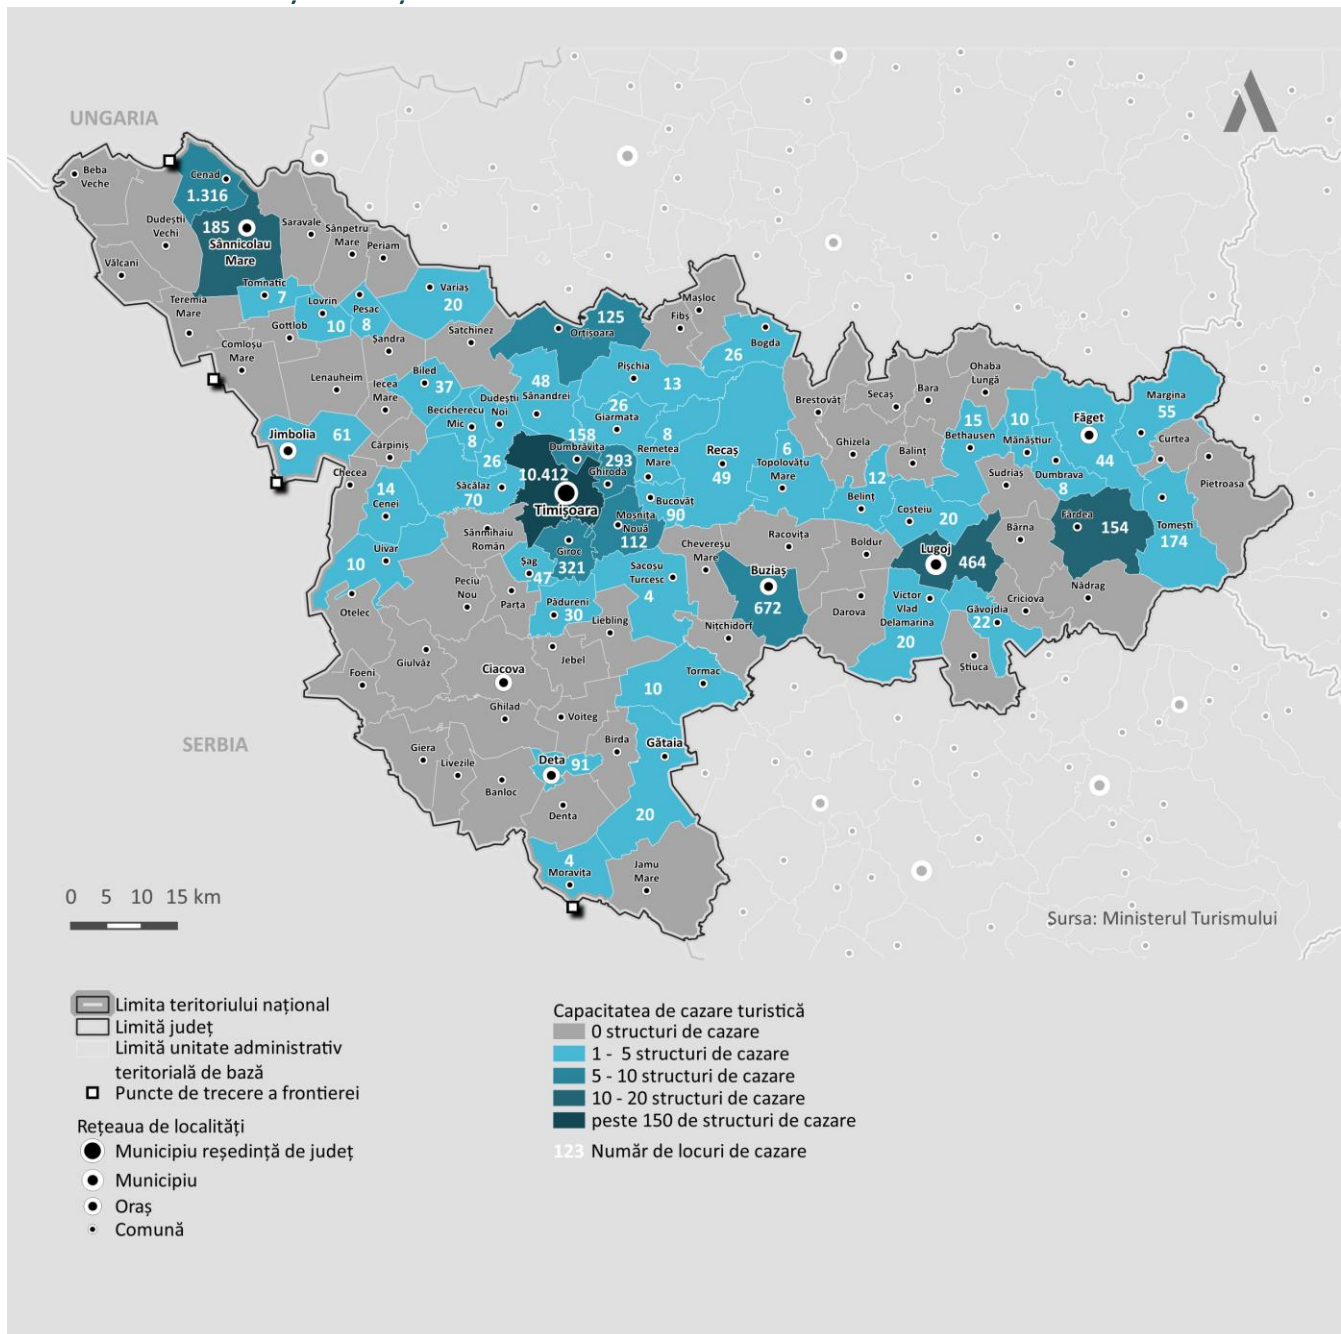 UNGARIA
Beba
Veche
Cenad
1.316
Dudeștii
Vechi
185
Sânnicolau
Mare
Saravale
Sânpetru
Mare
Periam
Vălcani
Tomnatic
7
Teremia
Mare
Lovrin
10
Pesac
8
Variaș
20
Gottlob
Comloșu
Mare
Șandra
Satchinez
Lenauheim
Iecea
Mare
Biled
37
Orțișoara
125
Mașloc
Fibiș
Bogda
26
Pișchia
13
48
Sânandrei
Dudeștii
Noi
26
Becicherecu
Mic
8
26
Giarmata
Jimbolia
61
Cărpiniș
Checea
14
Cenei
Săcălaz
70
158
Dumbrăvița
10.412
Timișoara
293
Ghiroda
8
Remetea
Mare
Recaș
49
6
Topolovățu
Mare
Bucovăț
90
Moșnița
Nouă
112
Giroc
321
Brestovăț
Secaș
Bara
Ohaba
Lungă
Ghizela
Balinț
12
Belinț
15
Bethausen
10
Mănăștiur
Făget
44
Margina
55
Curtea
Pietroasa
Dumbrava
8
Sudriaș
Coșteiu
20
Fârdea
154
Tomești
174
Bârna
Lugoj
464
Nădrag
Criciova
Găvojdia
22
Știuca
Victor
Vlad
Delamarina
20
Boldur
Darova
Racovița
Chevereșu
Mare
Buziaș
672
Nițchidorf
Sacoșu
Turcesc
4
Sânmihaiu
Român
Șag
47
10
Uivar
Otelec
Peciu
Nou
Parța
Pădureni
30
Liebling
Jebel
Giulvăz
Foeni
Ciacova
Ghilad
Voiteg
Tormac
10
Gătaia
20
Birda
SERBIA
Giera
Livezile
Banloc
Deta
91
Denta
4
Moravița
Jamu
Mare
0 5 10 15 km
Sursa: Ministerul Turismului
Limita teritoriului național
Limită județ
Limită unitate administrativ
teritorială de bază
Puncte de trecere a frontierei
Rețeaua de localități
Municipiu reședință de județ
Municipiu
Oraș
Comună
Capacitatea de cazare turistică
0 structuri de cazare
1 - 5 structuri de cazare
5 - 10 structuri de cazare
10 - 20 structuri de cazare
peste 150 de structuri de cazare
123 Număr de locuri de cazare